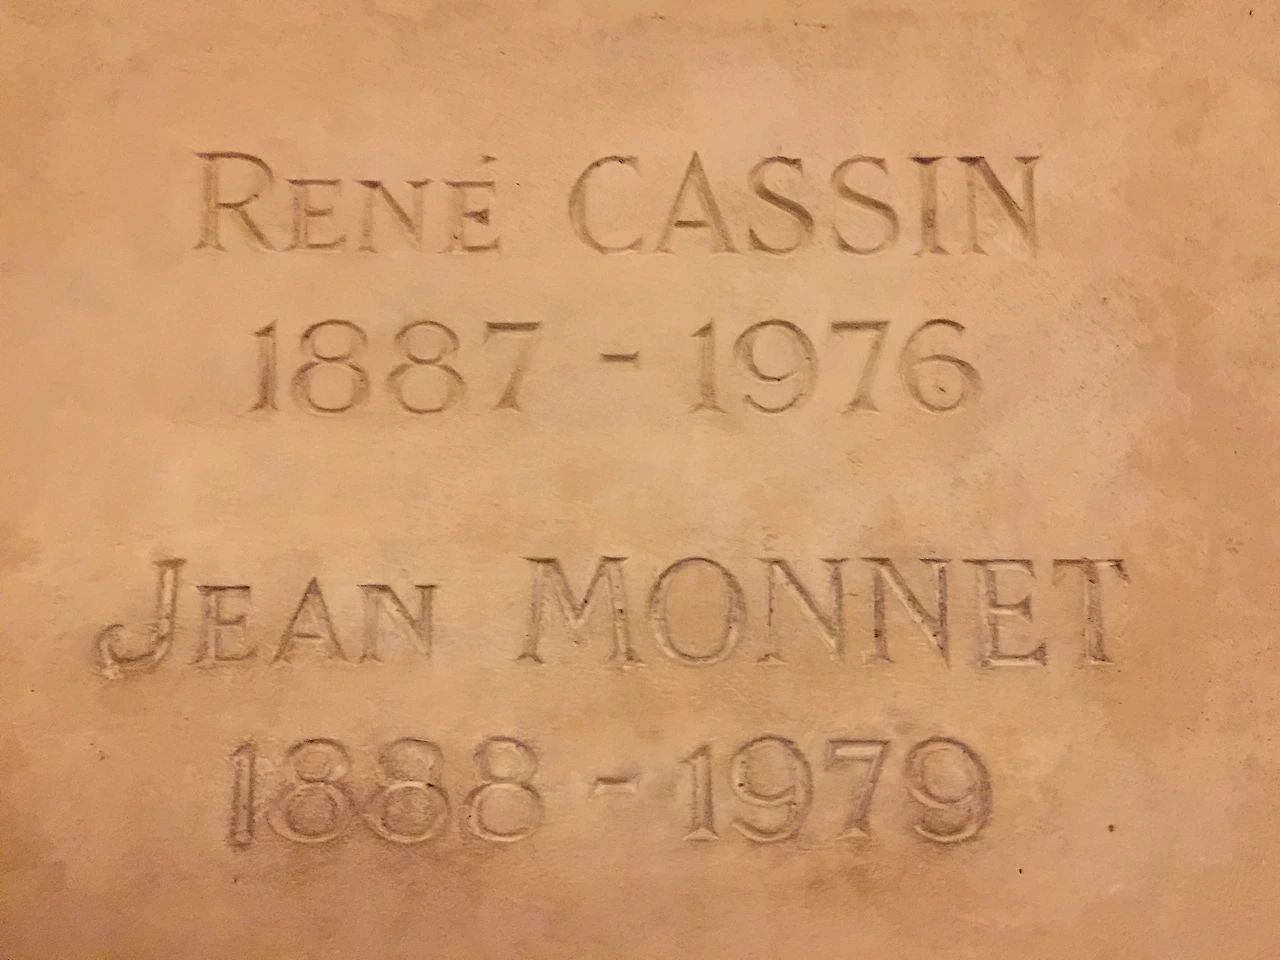 René CASSIN
1887 - 1976
Jean MONNET
1888 - 1979